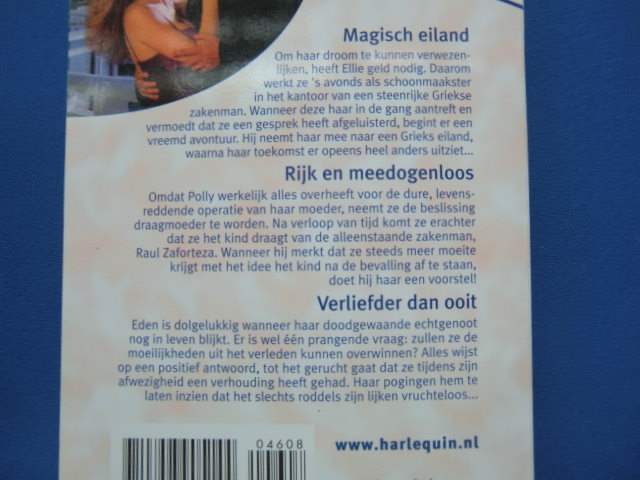 Magisch eiland
Om haar droom te kunnen verwezen-
lijken, heeft Ellie geld nodig. Daarom
werkt ze 's avonds als schoonmaakster
in het kantoor van een steenrijke Griekse
zakenman. Wanneer deze haar in de gang aantreft en
vermoedt dat ze een gesprek heeft afgeluisterd, begint er een
vreemd avontuur. Hij neemt haar mee naar een Grieks eiland,
waarna haar toekomst er opeens heel anders uitziet...
Rijk en meedogenloos
Omdat Polly werkelijk alles overheeft voor de dure, levens-
reddende operatie van haar moeder, neemt ze de beslissing
draagmoeder te worden. Na verloop van tijd komt ze erachter
dat ze het kind draagt van de alleenstaande zakenman,
Raul Zaforteza. Wanneer hij merkt dat ze steeds meer moeite
krijgt met het idee het kind na de bevalling af te staan,
doet hij haar een voorstel!
Verliefder dan ooit
Eden is dolgelukkig wanneer haar doodgewaande echtgenoot
nog in leven blijkt. Er is wel één prangende vraag: zullen ze de
moeilijkheden uit het verleden kunnen overwinnen? Alles wijst
op een positief antwoord, tot het gerucht gaat dat ze tijdens zijn
afwezigheid een verhouding heeft gehad. Haar pogingen hem te
laten inzien dat het slechts roddels zijn lijken vruchteloos...
04608
www.harlequin.nl